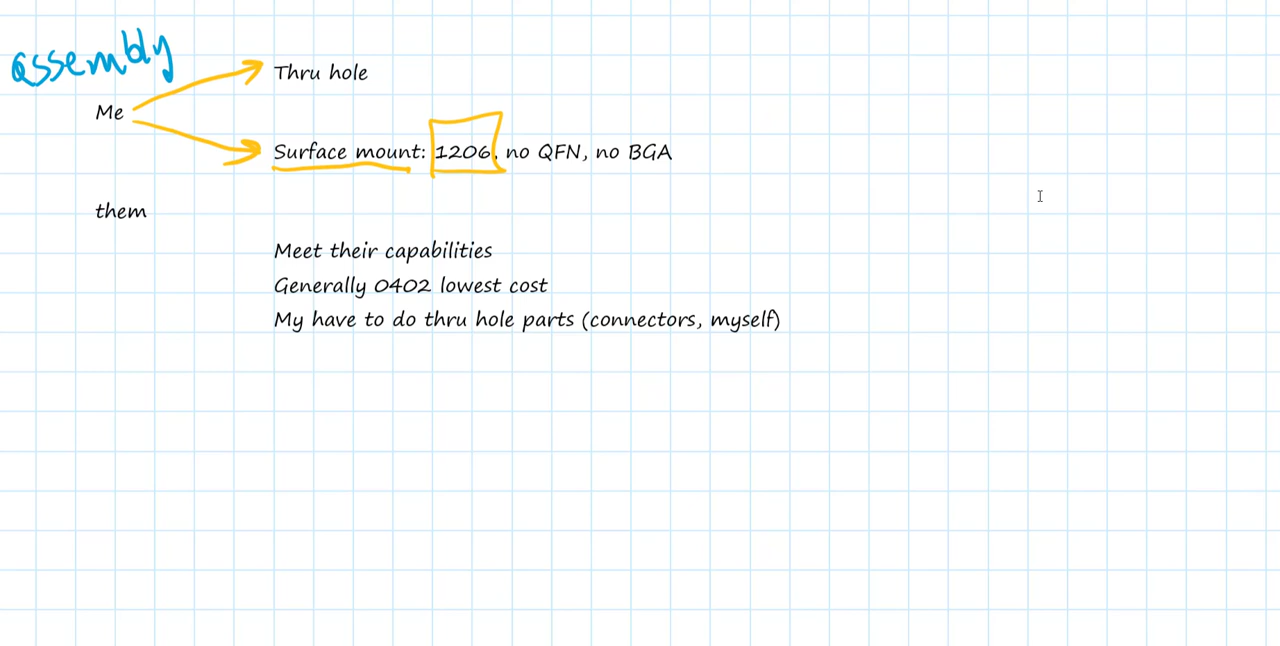 assembly
Thru hole
Me
Surface mount: 1206, no QFN, no BGA
them
Meet their capabilities
Generally 0402 lowest cost
My have to do thru hole parts (connectors, myself)